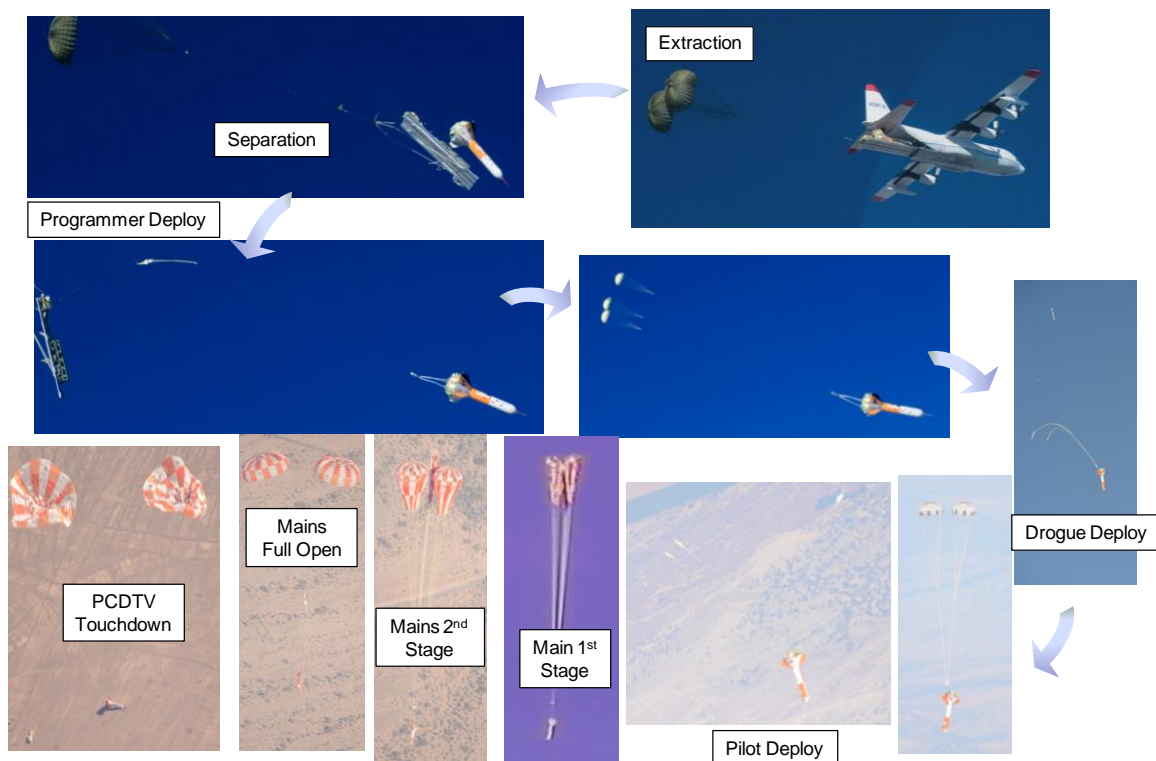 Extraction
Separation
Programmer Deploy
Drogue Deploy
Pilot Deploy
Main 1st
Stage
Mains 2nd
Stage
Mains
Full Open
PCDTV
Touchdown